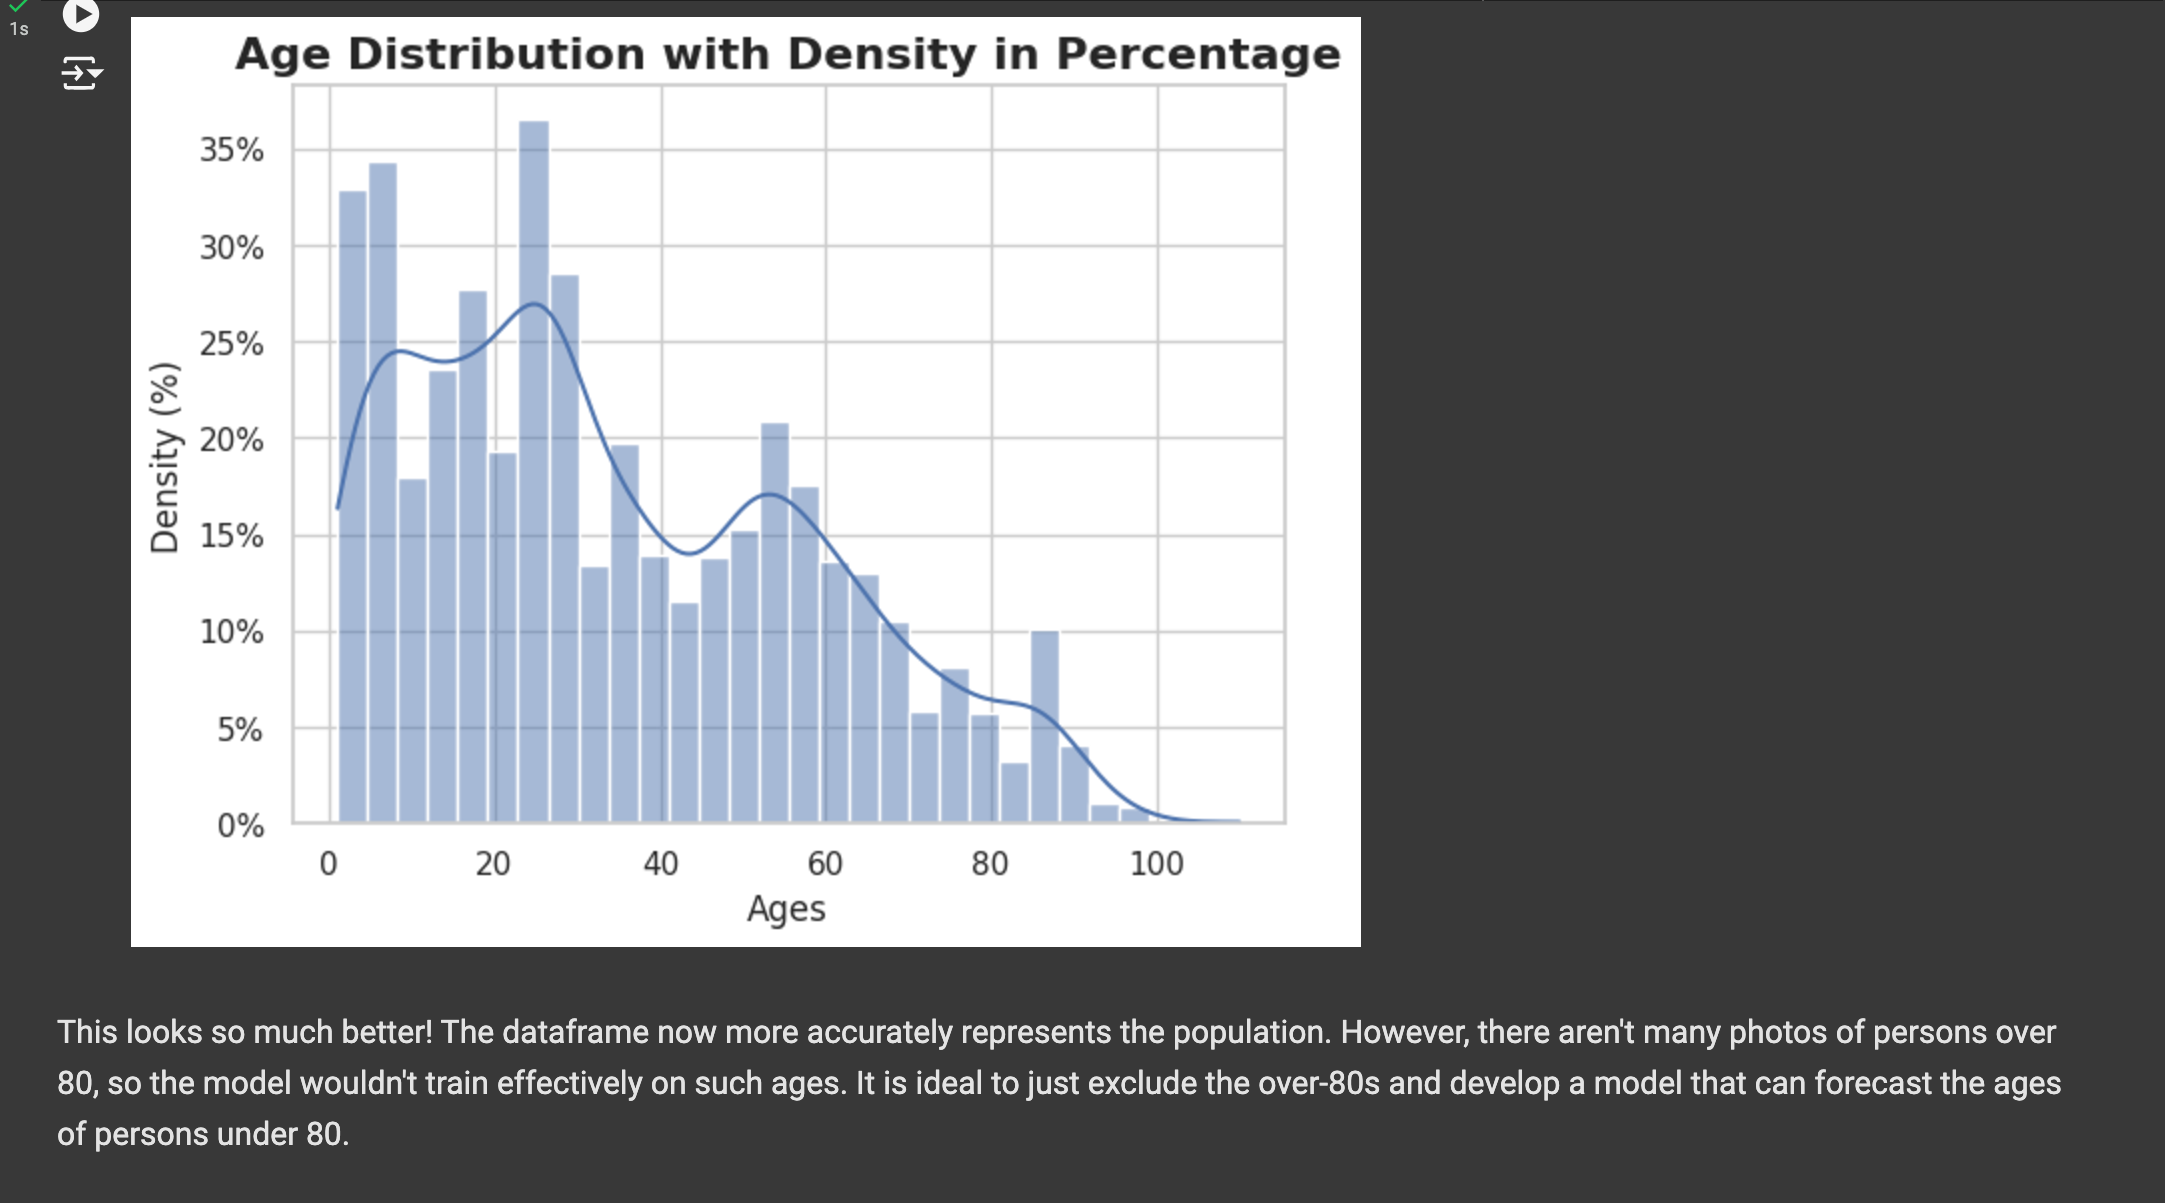 1s
Age Distribution with Density in Percentage
35%
30%
25%
20%
15%
10%
5%
0%
Density (%)
0 20 40 60 80 100
Ages
This looks so much better! The dataframe now more accurately represents the population. However, there aren't many photos of persons over
80, so the model wouldn't train effectively on such ages. It is ideal to just exclude the over-80s and develop a model that can forecast the ages
of persons under 80.